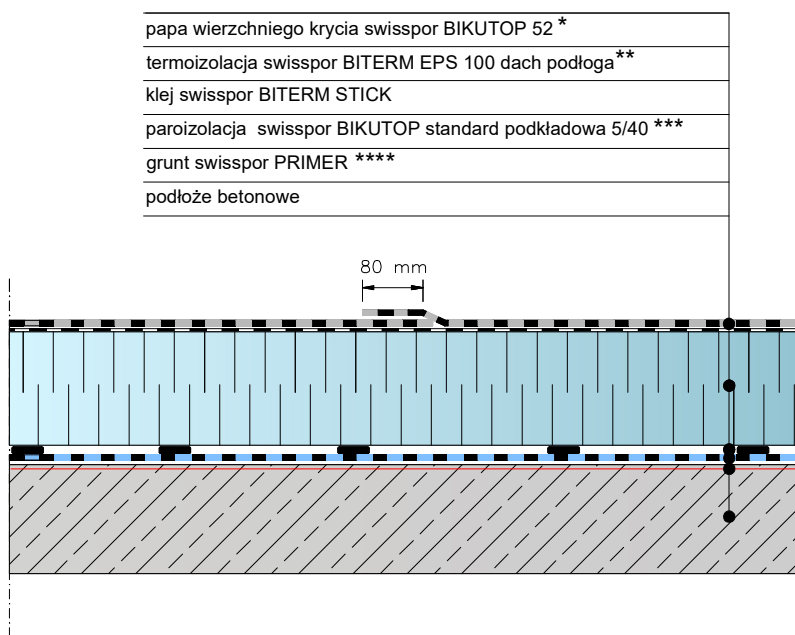 papa wierzchniego krycia swisspor BIKUTOP 52 *
termoizolacja swisspor BITERM EPS 100 dach podłoga**
klej swisspor BITERM STICK
paroizolacja  swisspor BIKUTOP standard podkładowa 5/40 ***
grunt swisspor PRIMER ****
podłoże betonowe
80 mm